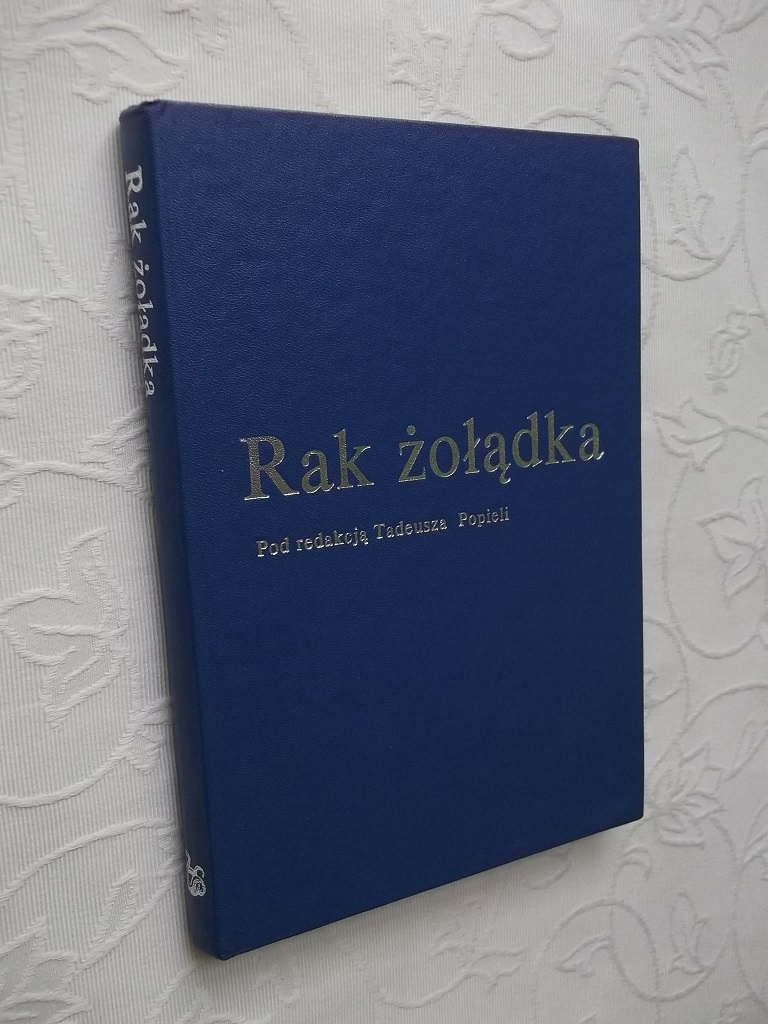 Rak żołądka
Rak żołądka
Pod redakcją Tadeusza Popieli